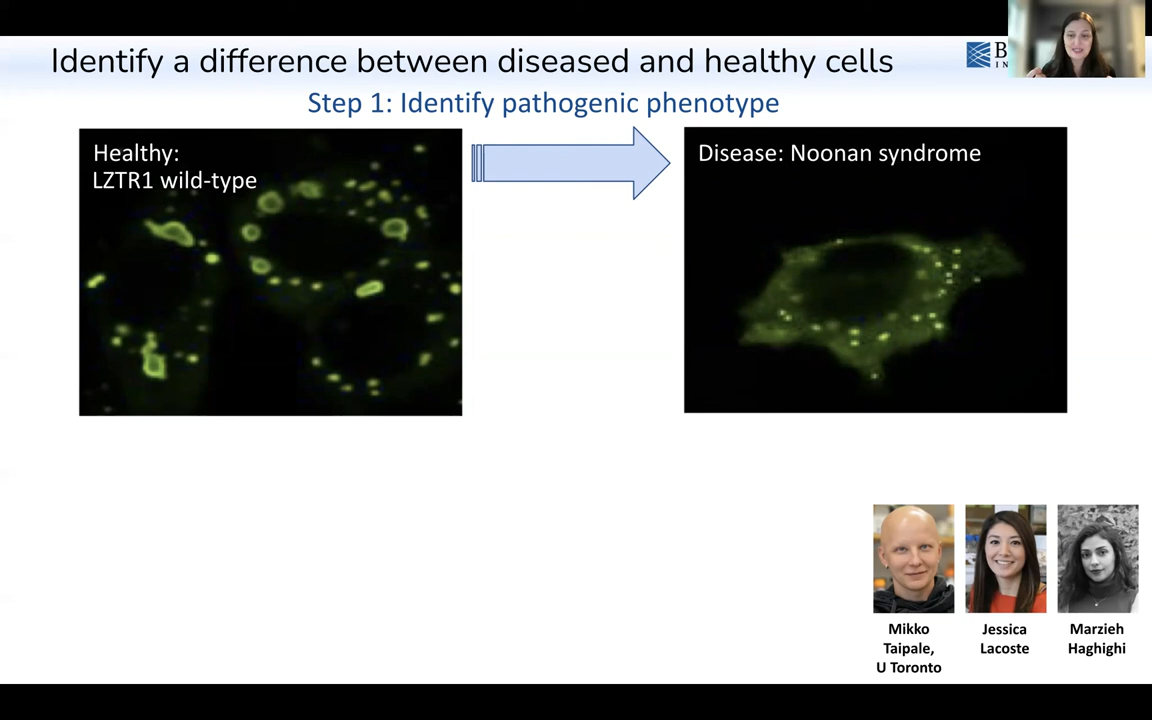 Identify a difference between diseased and healthy cells
B
I N
Step 1: Identify pathogenic phenotype
Healthy:
LZTR1 wild-type
Disease: Noonan syndrome
Mikko
Taipale,
U Toronto
Jessica
Lacoste
Marzieh
Haghighi